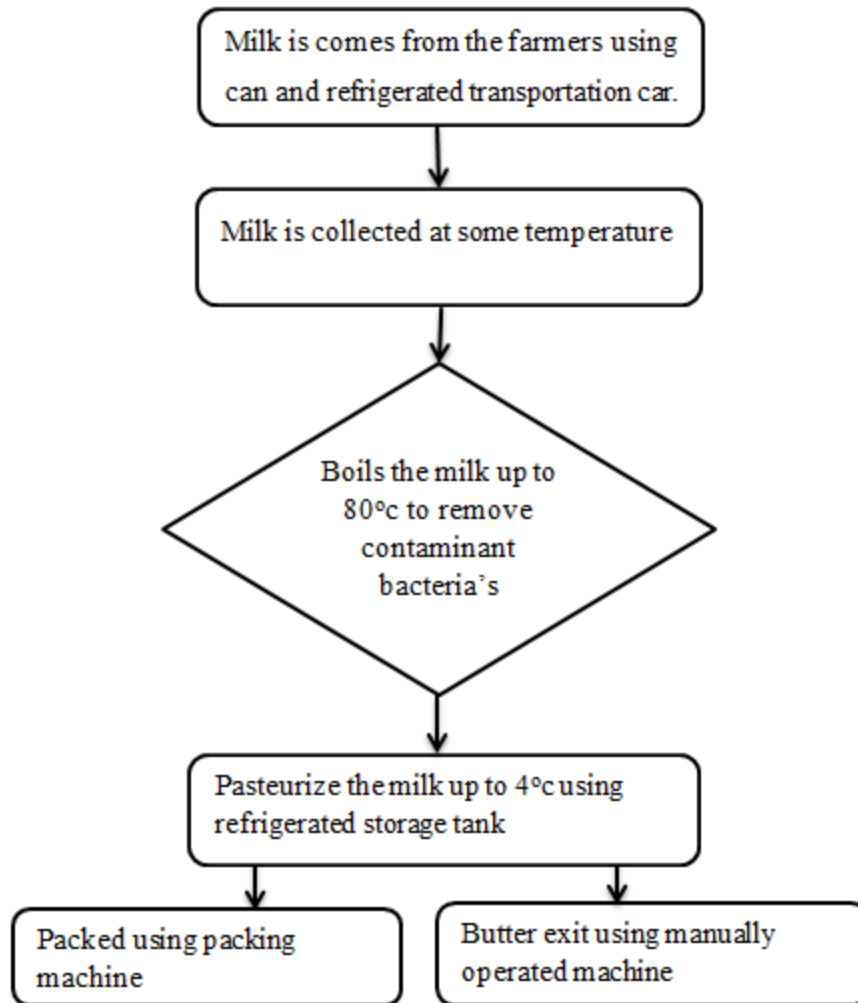 Milk is comes from the farmers using
can and refrigerated transportation car.
Milk is collected at some temperature
Boils the milk up to
80°c to remove
contaminant
bacteria’s
Pasteurize the milk up to 4°c using
refrigerated storage tank
Packed using packing
machine
Butter exit using manually
operated machine